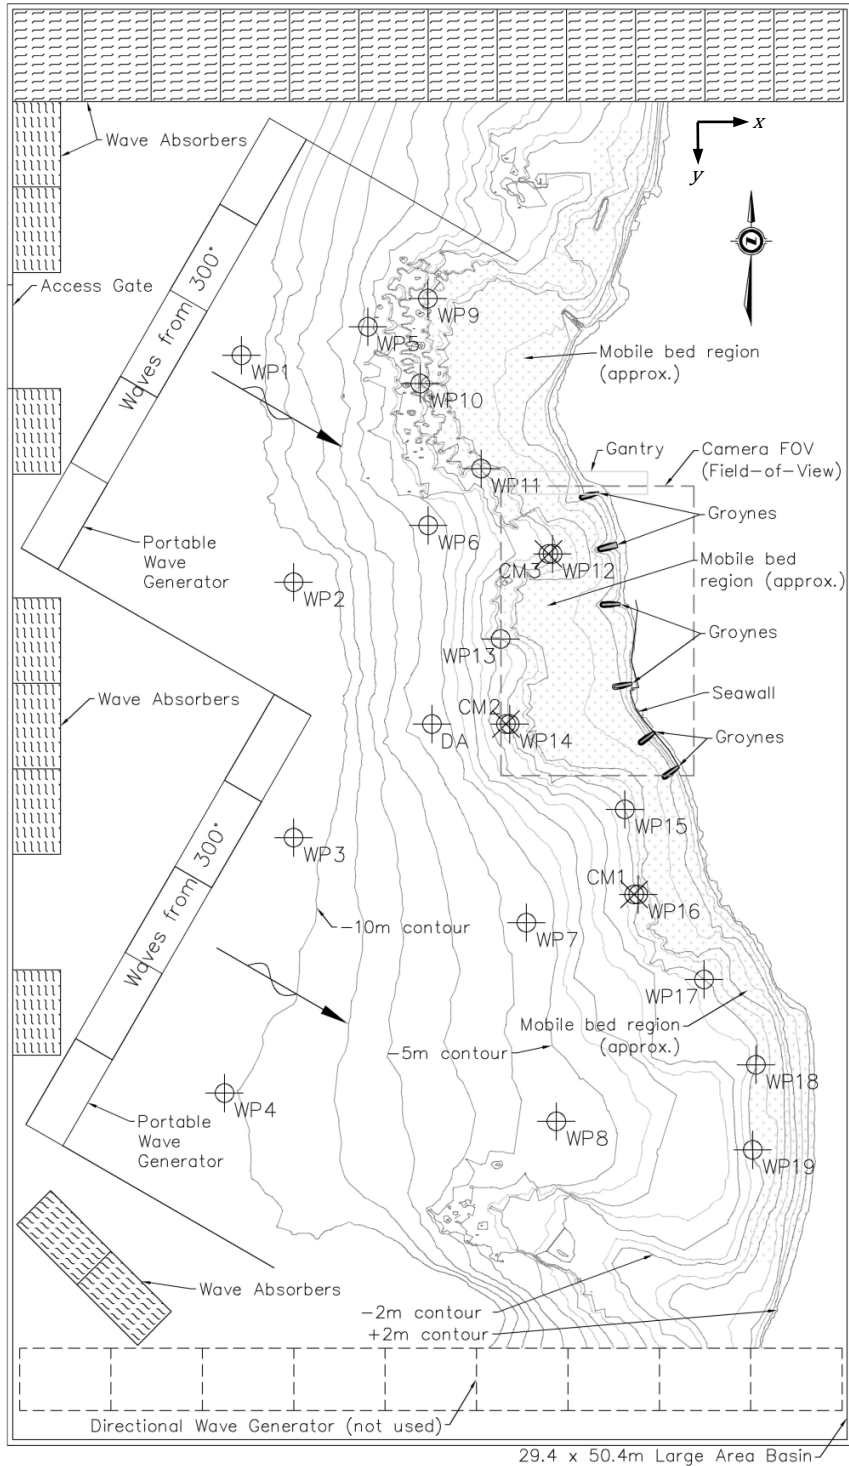 x
y
Wave Absorbers
Waves from 300°
Access Gate
WP9
WP5
WP1
Mobile bed region
(approx.)
WP10
Gantry
Camera FOV
(Field-of-View)
WP11
Groynes
WP6
Portable
Wave
Generator
CM3
WP12
Mobile bed
region (approx.)
WP2
Groynes
WP13
Wave Absorbers
Seawall
CM2
DA
WP14
Groynes
WP15
Waves from 300°
WP3
CM1
WP16
-10m contour
WP7
WP17
Mobile bed region
(approx.)
-5m contour
WP18
WP4
Portable
Wave
Generator
WP8
WP19
Wave Absorbers
-2m contour
+2m contour
Directional Wave Generator (not used)
29.4 x 50.4m Large Area Basin